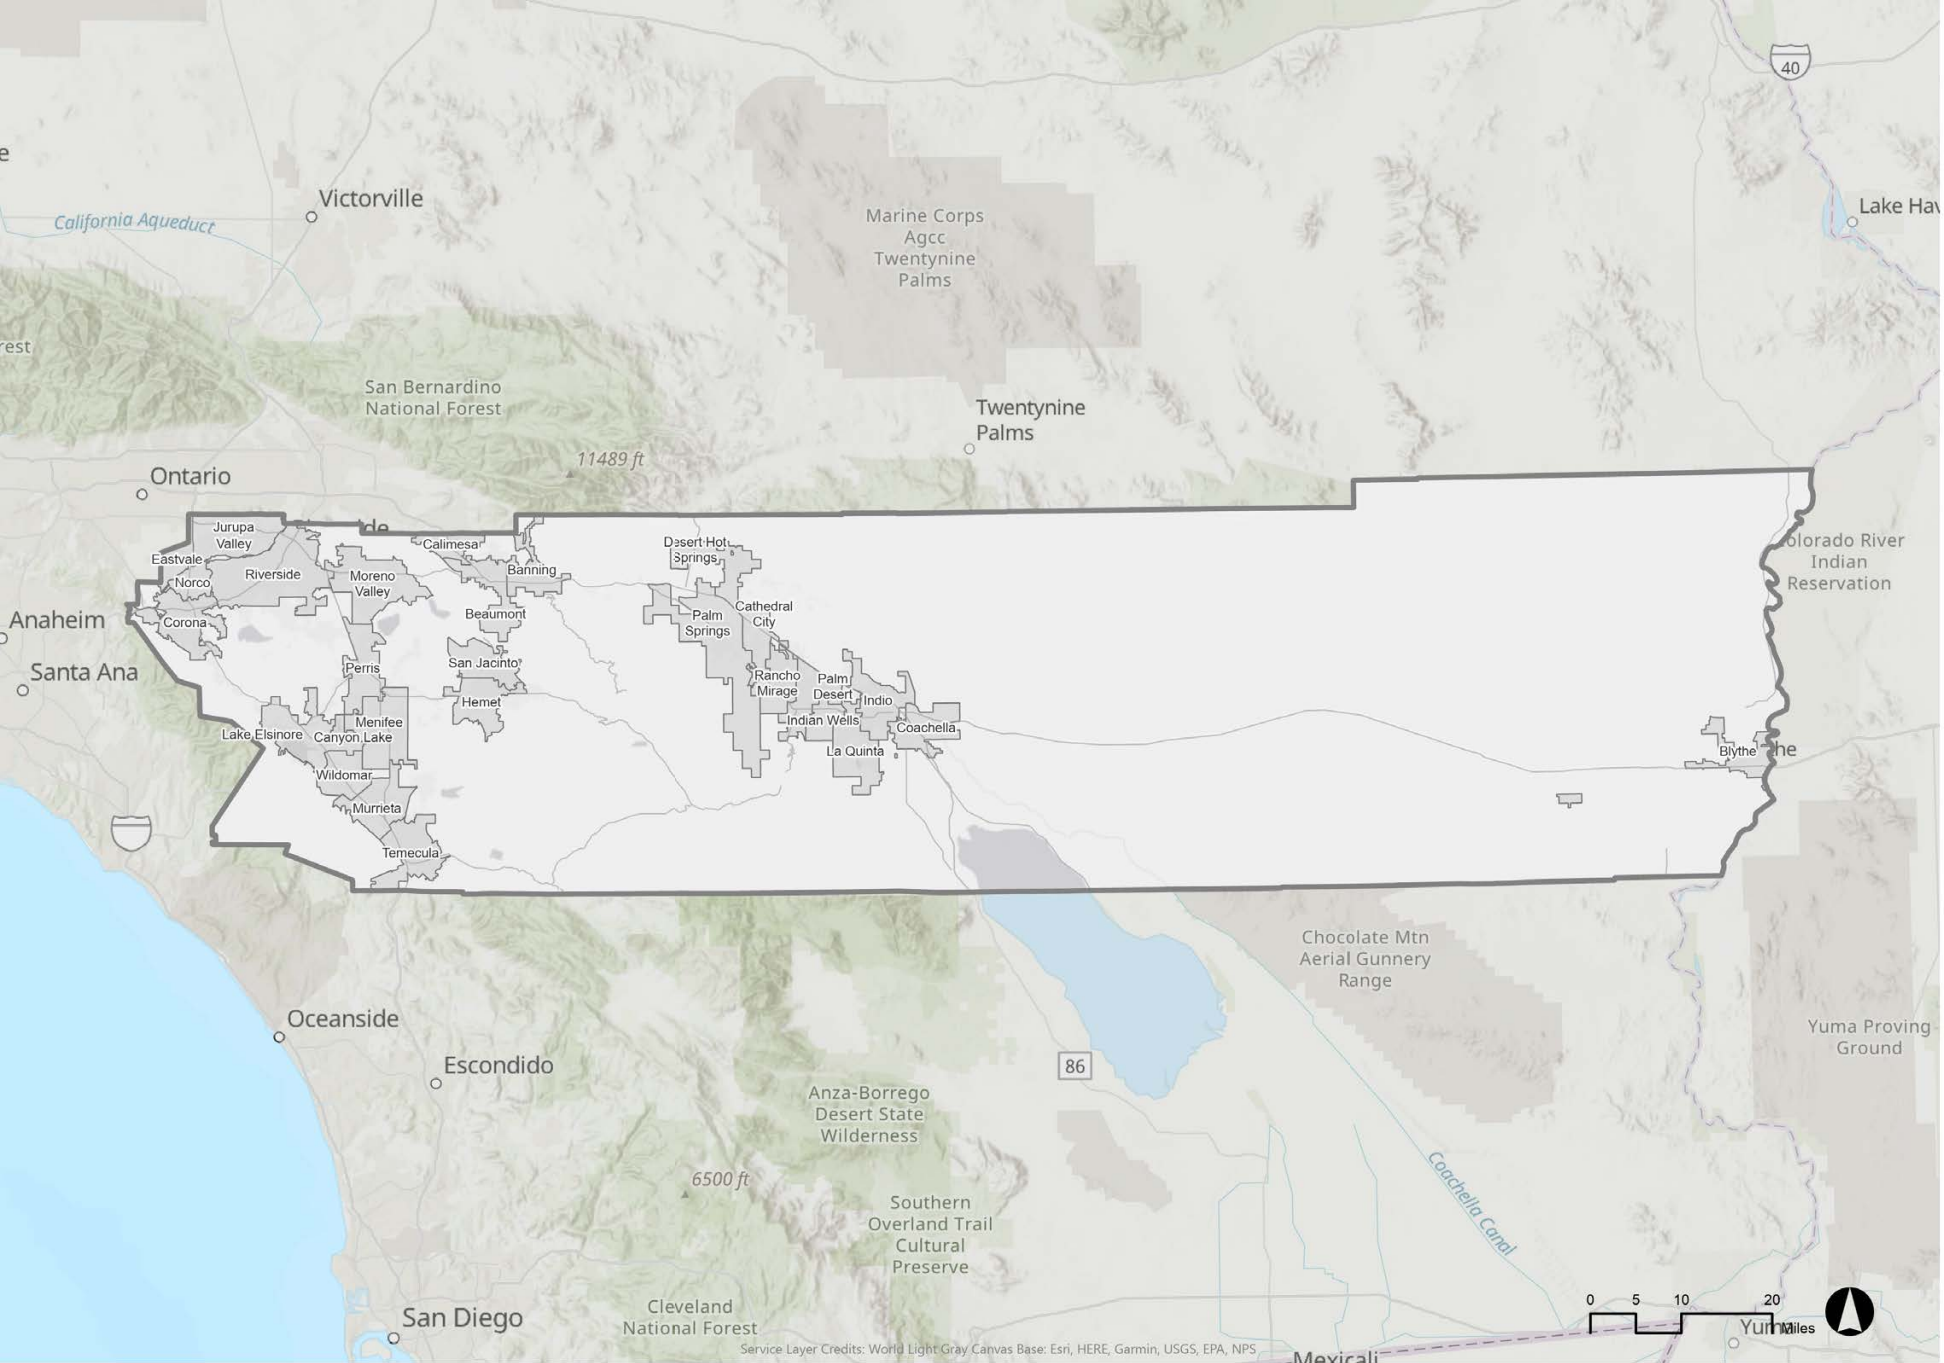 40
e
Victorville
California Aqueduct
Lake Hav
Marine Corps
Agcc
Twentynine
Palms
rest
San Bernardino
National Forest
Twentynine
Palms
11489 ft
Ontario
de
Jurupa
Valley
Calimesa
Desert Hot
Springs
Colorado River
Indian
Reservation
Eastvale
Norco
Riverside
Moreno
Valley
Banning
Beaumont
Cathedral
City
Palm
Springs
Anaheim
Corona
Santa Ana
Perris
San Jacinto
Rancho
Mirage
Palm
Desert
Hemet
Indio
Menifee
Indian Wells
Coachella
Lake Elsinore
Canyon Lake
La Quinta
Blythe
he
Wildomar
Murrieta
Temecula
Chocolate Mtn
Aerial Gunnery
Range
Oceanside
Yuma Proving
Ground
Escondido
86
Anza-Borrego
Desert State
Wilderness
6500 ft
Coachella Canal
Southern
Overland Trail
Cultural
Preserve
San Diego
Cleveland
National Forest
0 5 10 20
Miles
Yuma
Service Layer Credits: World Light Gray Canvas Base: Esri, HERE, Garmin, USGS, EPA, NPS
Mexicali